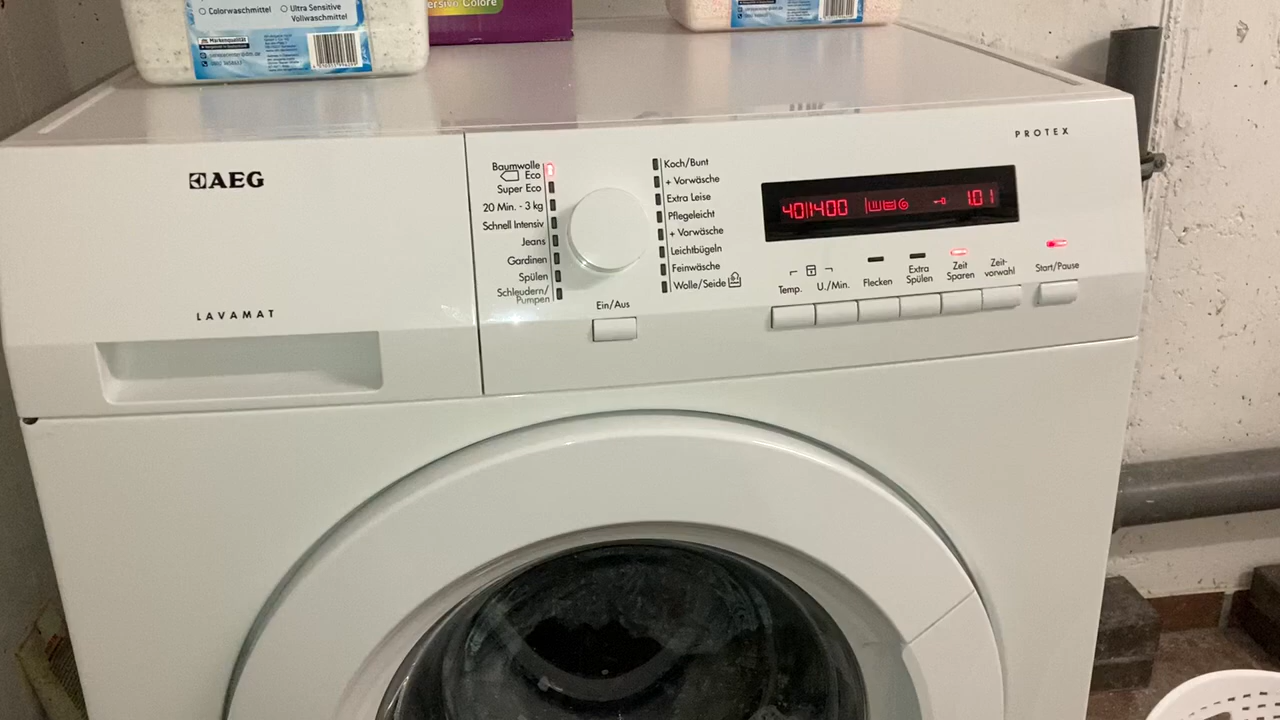 Colorwaschmittel
Ultra Sensitive
Vollwaschmittel
Markenqualität
Colore
PROTEX
AEG
LAVAMAT
Baumwolle
Eco
Super Eco
20 Min. - 3 kg
Schnell Intensiv
Jeans
Gardinen
Spülen
Schleudern/
Pumpen
Ein/Aus
Koch/Bunt
+ Vorwäsche
Extra Leise
Pflegeleicht
+ Vorwäsche
Leichtbügeln
Feinwäsche
Wolle/Seide
40 1400 1.01
Temp.
U./Min.
Flecken
Extra
Spülen
Zeit
Sparen
Zeit-
vorwahl
Start/Pause